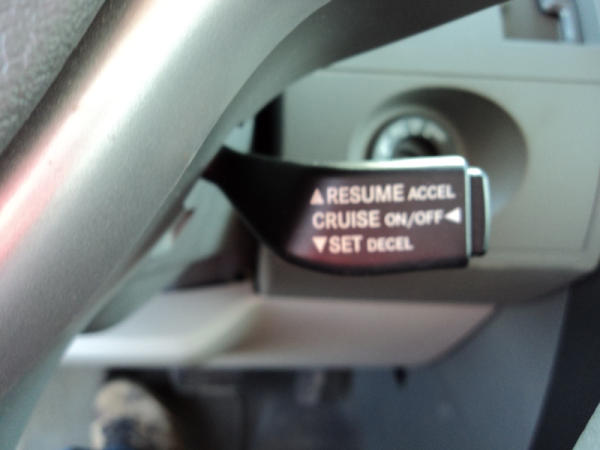 ▲RESUME ACCEL
CRUISE ON/OFF◄
▼SET DECEL